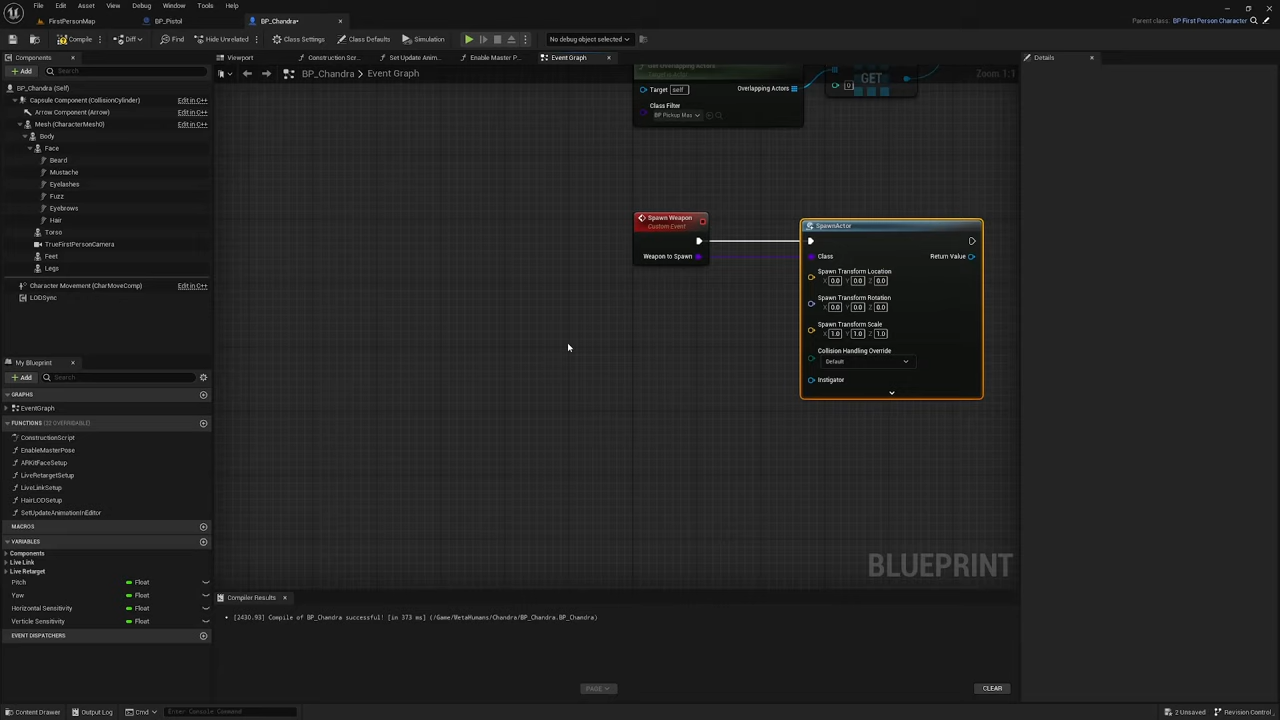 File Edit Asset View Debug Window Tools Help
FirstPersonMap BP_Pistol BP_Chandra•
Parent class: BP First Person Character
Compile Diff Find Hide Unrelated Class Settings Class Defaults Simulation No debug object selected
Components
Viewport Construction Scr... Set Update Anim... Enable Master P... Event Graph
Details
Add Search
BP_Chandra > Event Graph Zoom 1:1
BP_Chandra (Self)
Capsule Component (CollisionCylinder) Edit in C++
Arrow Component (Arrow) Edit in C++
Mesh (CharacterMesh0) Edit in C++
Body
Face
Beard
Mustache
Eyelashes
Fuzz
Eyebrows
Hair
Torso
TrueFirstPersonCamera
Feet
Legs
Character Movement (CharMoveComp) Edit in C++
LODSync
Target self Overlapping Actors
GET
0
Class Filter
BP Pickup Mas
Spawn Weapon
Custom Event
Weapon to Spawn
SpawnActor
Class Return Value
Spawn Transform Location
X 0.0 Y 0.0 Z 0.0
Spawn Transform Rotation
X 0.0 Y 0.0 Z 0.0
Spawn Transform Scale
X 1.0 Y 1.0 Z 1.0
Collision Handling Override
Default
Instigator
BLUEPRINT
My Blueprint
Add Search
GRAPHS
EventGraph
FUNCTIONS (32 OVERRIDABLE)
ConstructionScript
EnableMasterPose
ARKitFaceSetup
LiveRetargetSetup
LiveLinkSetup
HairLODSetup
SetUpdateAnimationInEditor
MACROS
VARIABLES
Components
Live Link
Live Retarget
Pitch Float
Yaw Float
Horizontal Sensitivity Float
Verticle Sensitivity Float
EVENT DISPATCHERS
Compiler Results
[2430.93] Compile of BP_Chandra successful! [in 373 ms] (/Game/MetaHumans/Chandra/BP_Chandra.BP_Chandra)
PAGE
CLEAR
Content Drawer Output Log Cmd Enter Console Command 2 Unsaved Revision Control